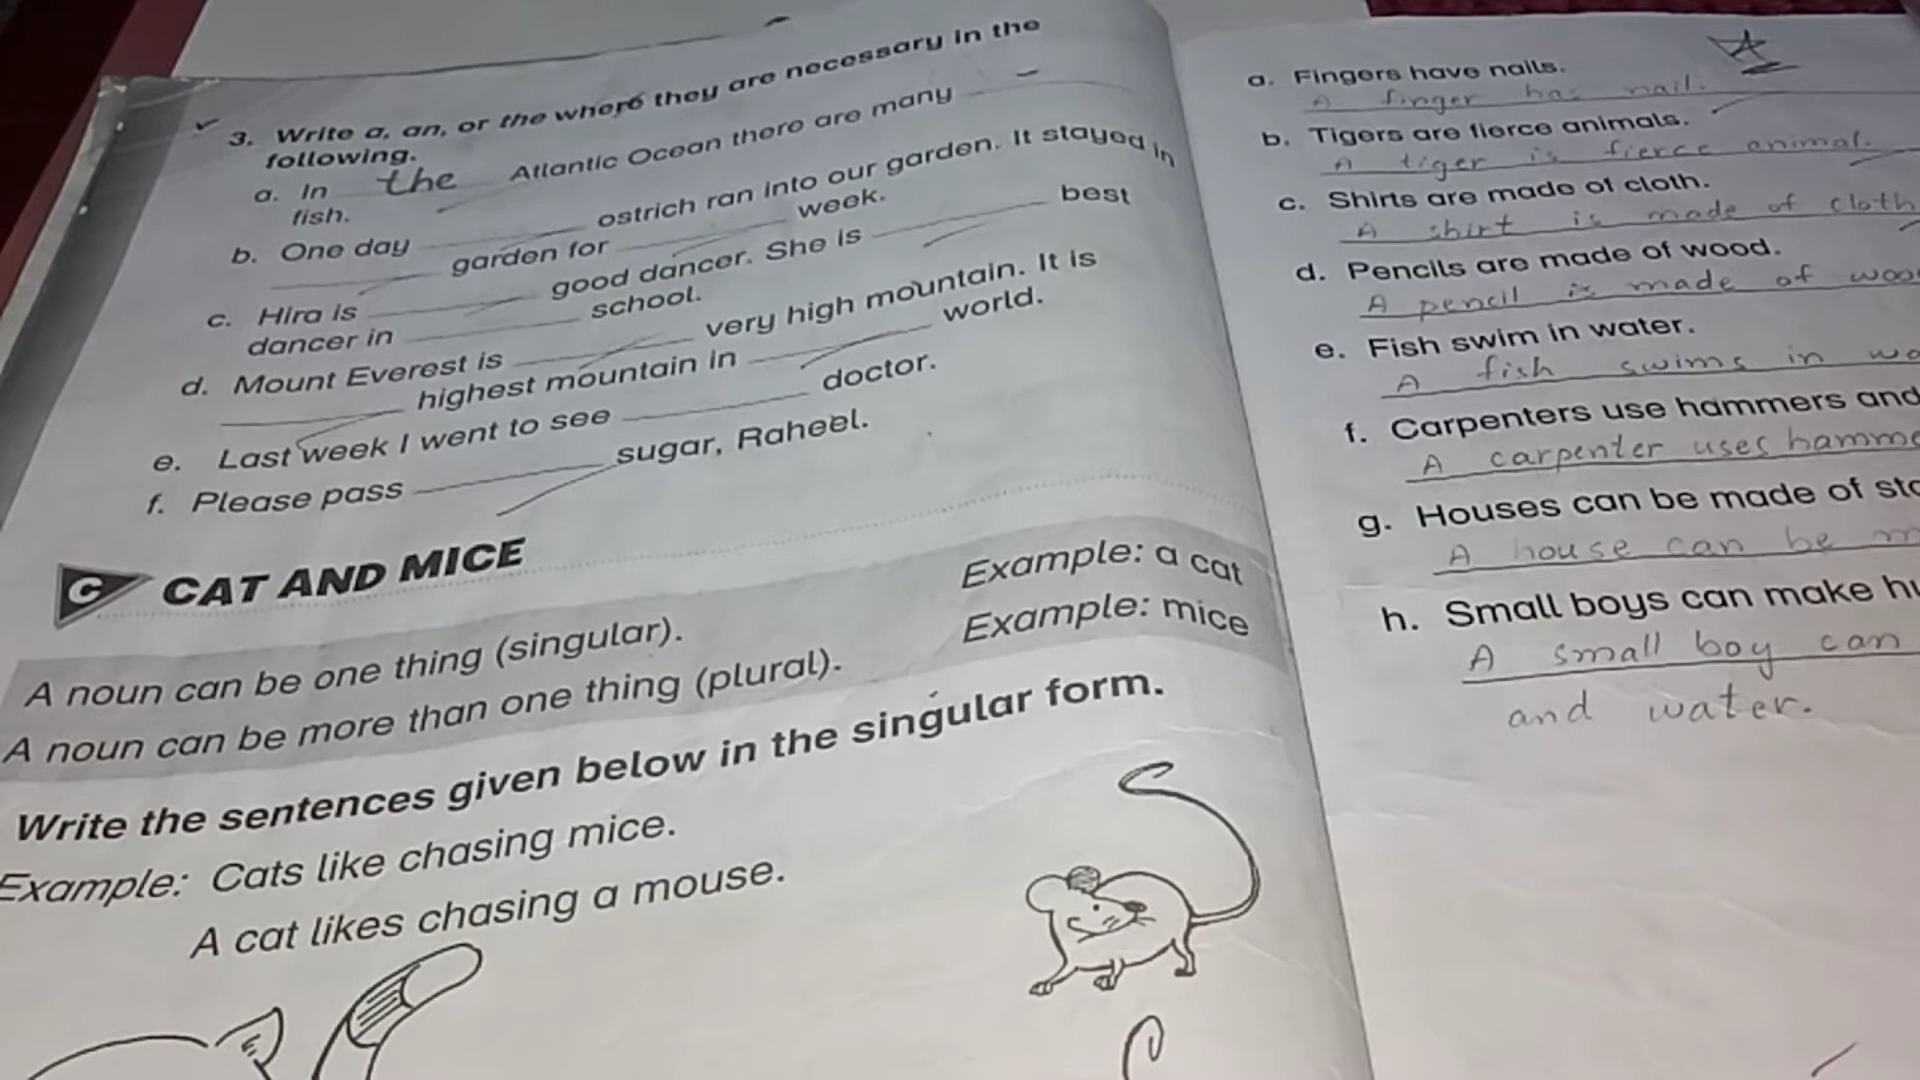 3. Write a, an, or the where they are necessary in the
following.
a. In the Atlantic Ocean there are many
fish.
b. One day ostrich ran into our garden. It stayed in
garden for week.
c. Hira is good dancer. She is best
dancer in school.
d. Mount Everest is very high mountain. It is
highest mountain in world.
e. Last week I went to see doctor.
f. Please pass sugar, Raheel.
C CAT AND MICE
A noun can be one thing (singular). Example: a cat
A noun can be more than one thing (plural). Example: mice
Write the sentences given below in the singular form.
Example: Cats like chasing mice.
A cat likes chasing a mouse.
a. Fingers have nails.
A finger has nail.
b. Tigers are fierce animals.
A tiger is fierce animal.
c. Shirts are made of cloth.
A shirt is made of cloth
d. Pencils are made of wood.
A pencil is made of
e. Fish swim in water.
A fish swims in
f. Carpenters use hammers and
A carpenter uses
g. Houses can be made of
A house can be
h. Small boys can make
A small boy can
and water.